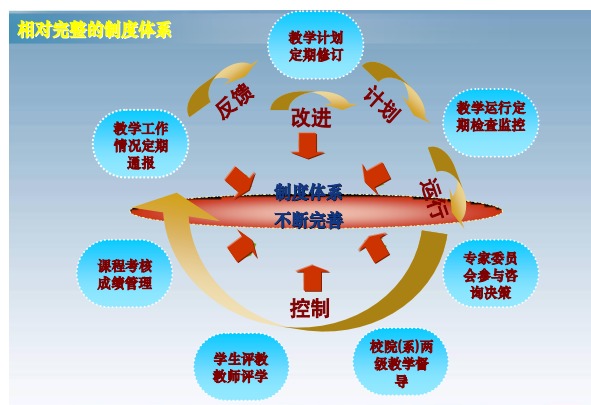 相对完整的制度体系
教学计划
定期修订
反馈
改进
计划
教学运行定
期检查监控
教学工作
情况定期
通报
制度体系
不断完善
运行
课程考核
成绩管理
专家委员
会参与咨
询决策
控制
学生评教
教师评学
校院(系)两
级教学督
导